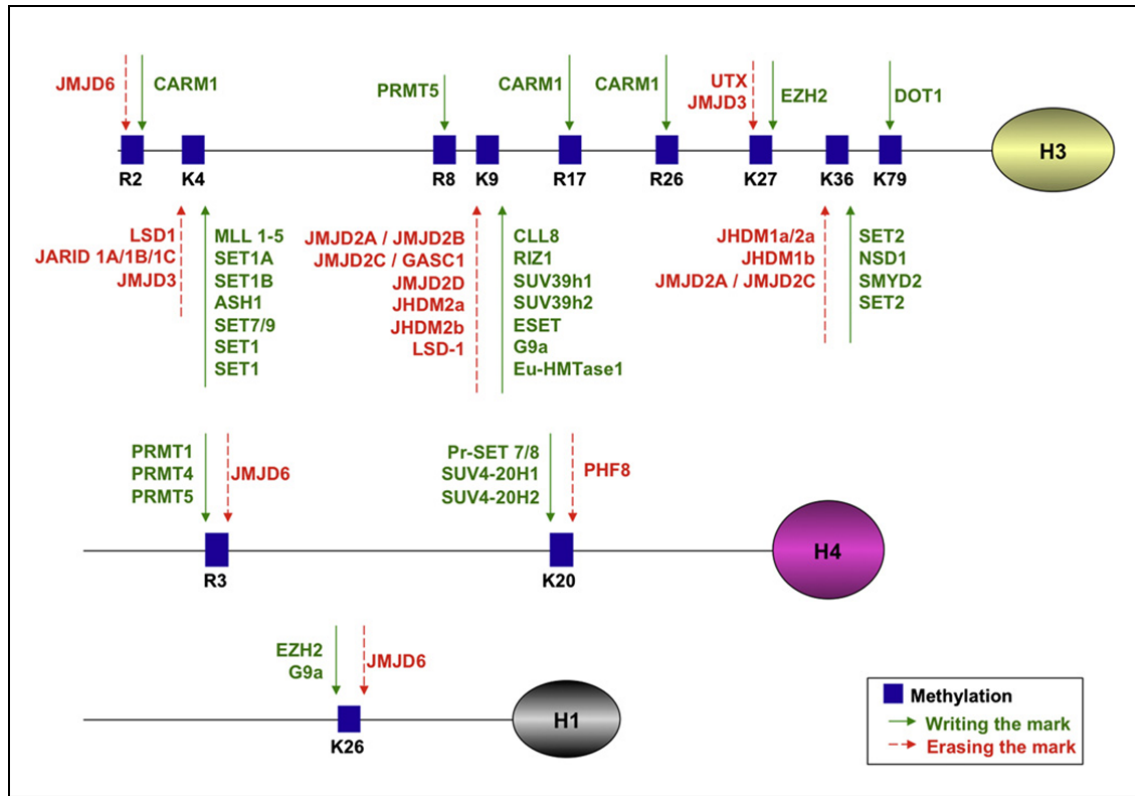 JMJD6
CARM1
PRMT5
CARM1
CARM1
UTX
JMJD3
EZH2
DOT1
H3
R2
K4
R8
K9
R17
R26
K27
K36
K79
LSD1
JARID 1A/1B/1C
JMJD3
MLL 1-5
SET1A
SET1B
ASH1
SET7/9
SET1
SET1
JMJD2A / JMJD2B
JMJD2C / GASC1
JMJD2D
JHDM2a
JHDM2b
LSD-1
CLL8
RIZ1
SUV39h1
SUV39h2
ESET
G9a
Eu-HMTase1
JHDM1a/2a
JHDM1b
JMJD2A / JMJD2C
SET2
NSD1
SMYD2
SET2
PRMT1
PRMT4
PRMT5
JMJD6
Pr-SET 7/8
SUV4-20H1
SUV4-20H2
PHF8
H4
R3
K20
EZH2
G9a
JMJD6
H1
K26
Methylation
Writing the mark
Erasing the mark